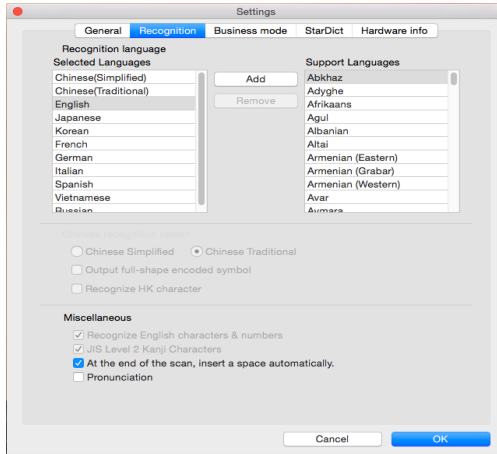 Settings
General Recognition Business mode StarDict Hardware info
Recognition language
Selected Languages
Chinese(Simplified)
Chinese(Traditional)
English
Japanese
Korean
French
German
Italian
Spanish
Vietnamese
Russian
Add
Remove
Support Languages
Abkhaz
Adyghe
Afrikaans
Agul
Albanian
Altai
Armenian (Eastern)
Armenian (Grabar)
Armenian (Western)
Avar
Aymara
Chinese recognition
Chinese Simplified Chinese Traditional
Output full-shape encoded symbol
Recognize HK character
Miscellaneous
Recognize English characters & numbers
JIS Level 2 Kanji Characters
At the end of the scan, insert a space automatically.
Pronunciation
Cancel OK